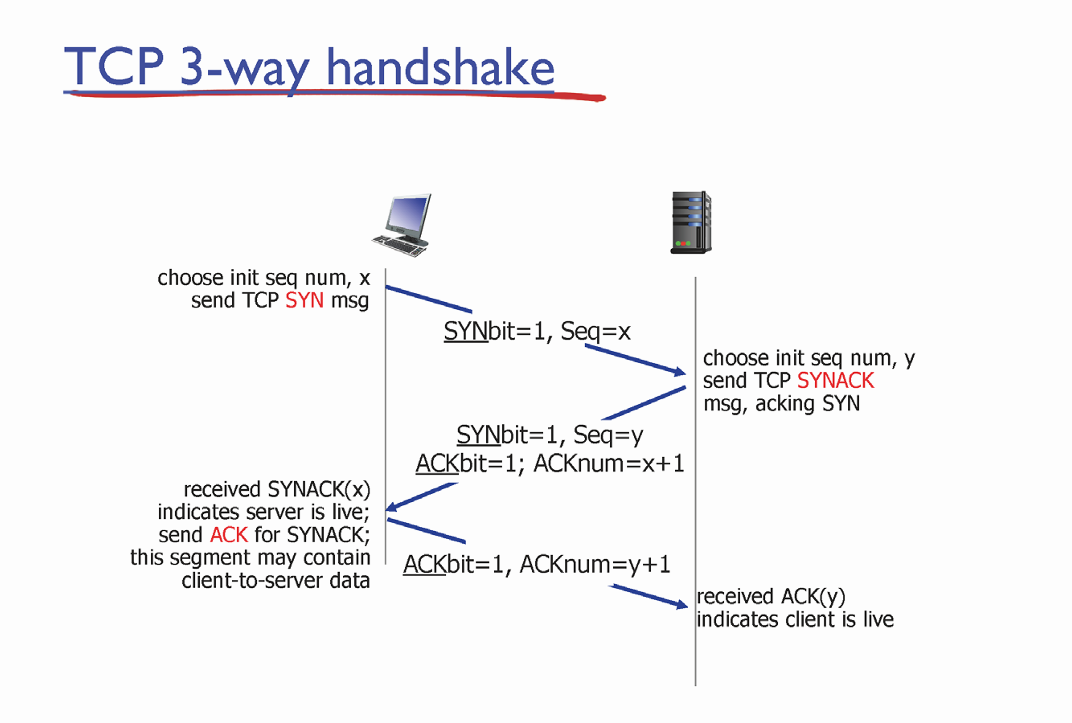 TCP 3-way handshake
choose init seq num, x
send TCP SYN msg
SYNbit=1, Seq=x
choose init seq num, y
send TCP SYNACK
msg, acking SYN
SYNbit=1, Seq=y
ACKbit=1; ACKnum=x+1
received SYNACK(x)
indicates server is live;
send ACK for SYNACK;
this segment may contain
client-to-server data
ACKbit=1, ACKnum=y+1
received ACK(y)
indicates client is live